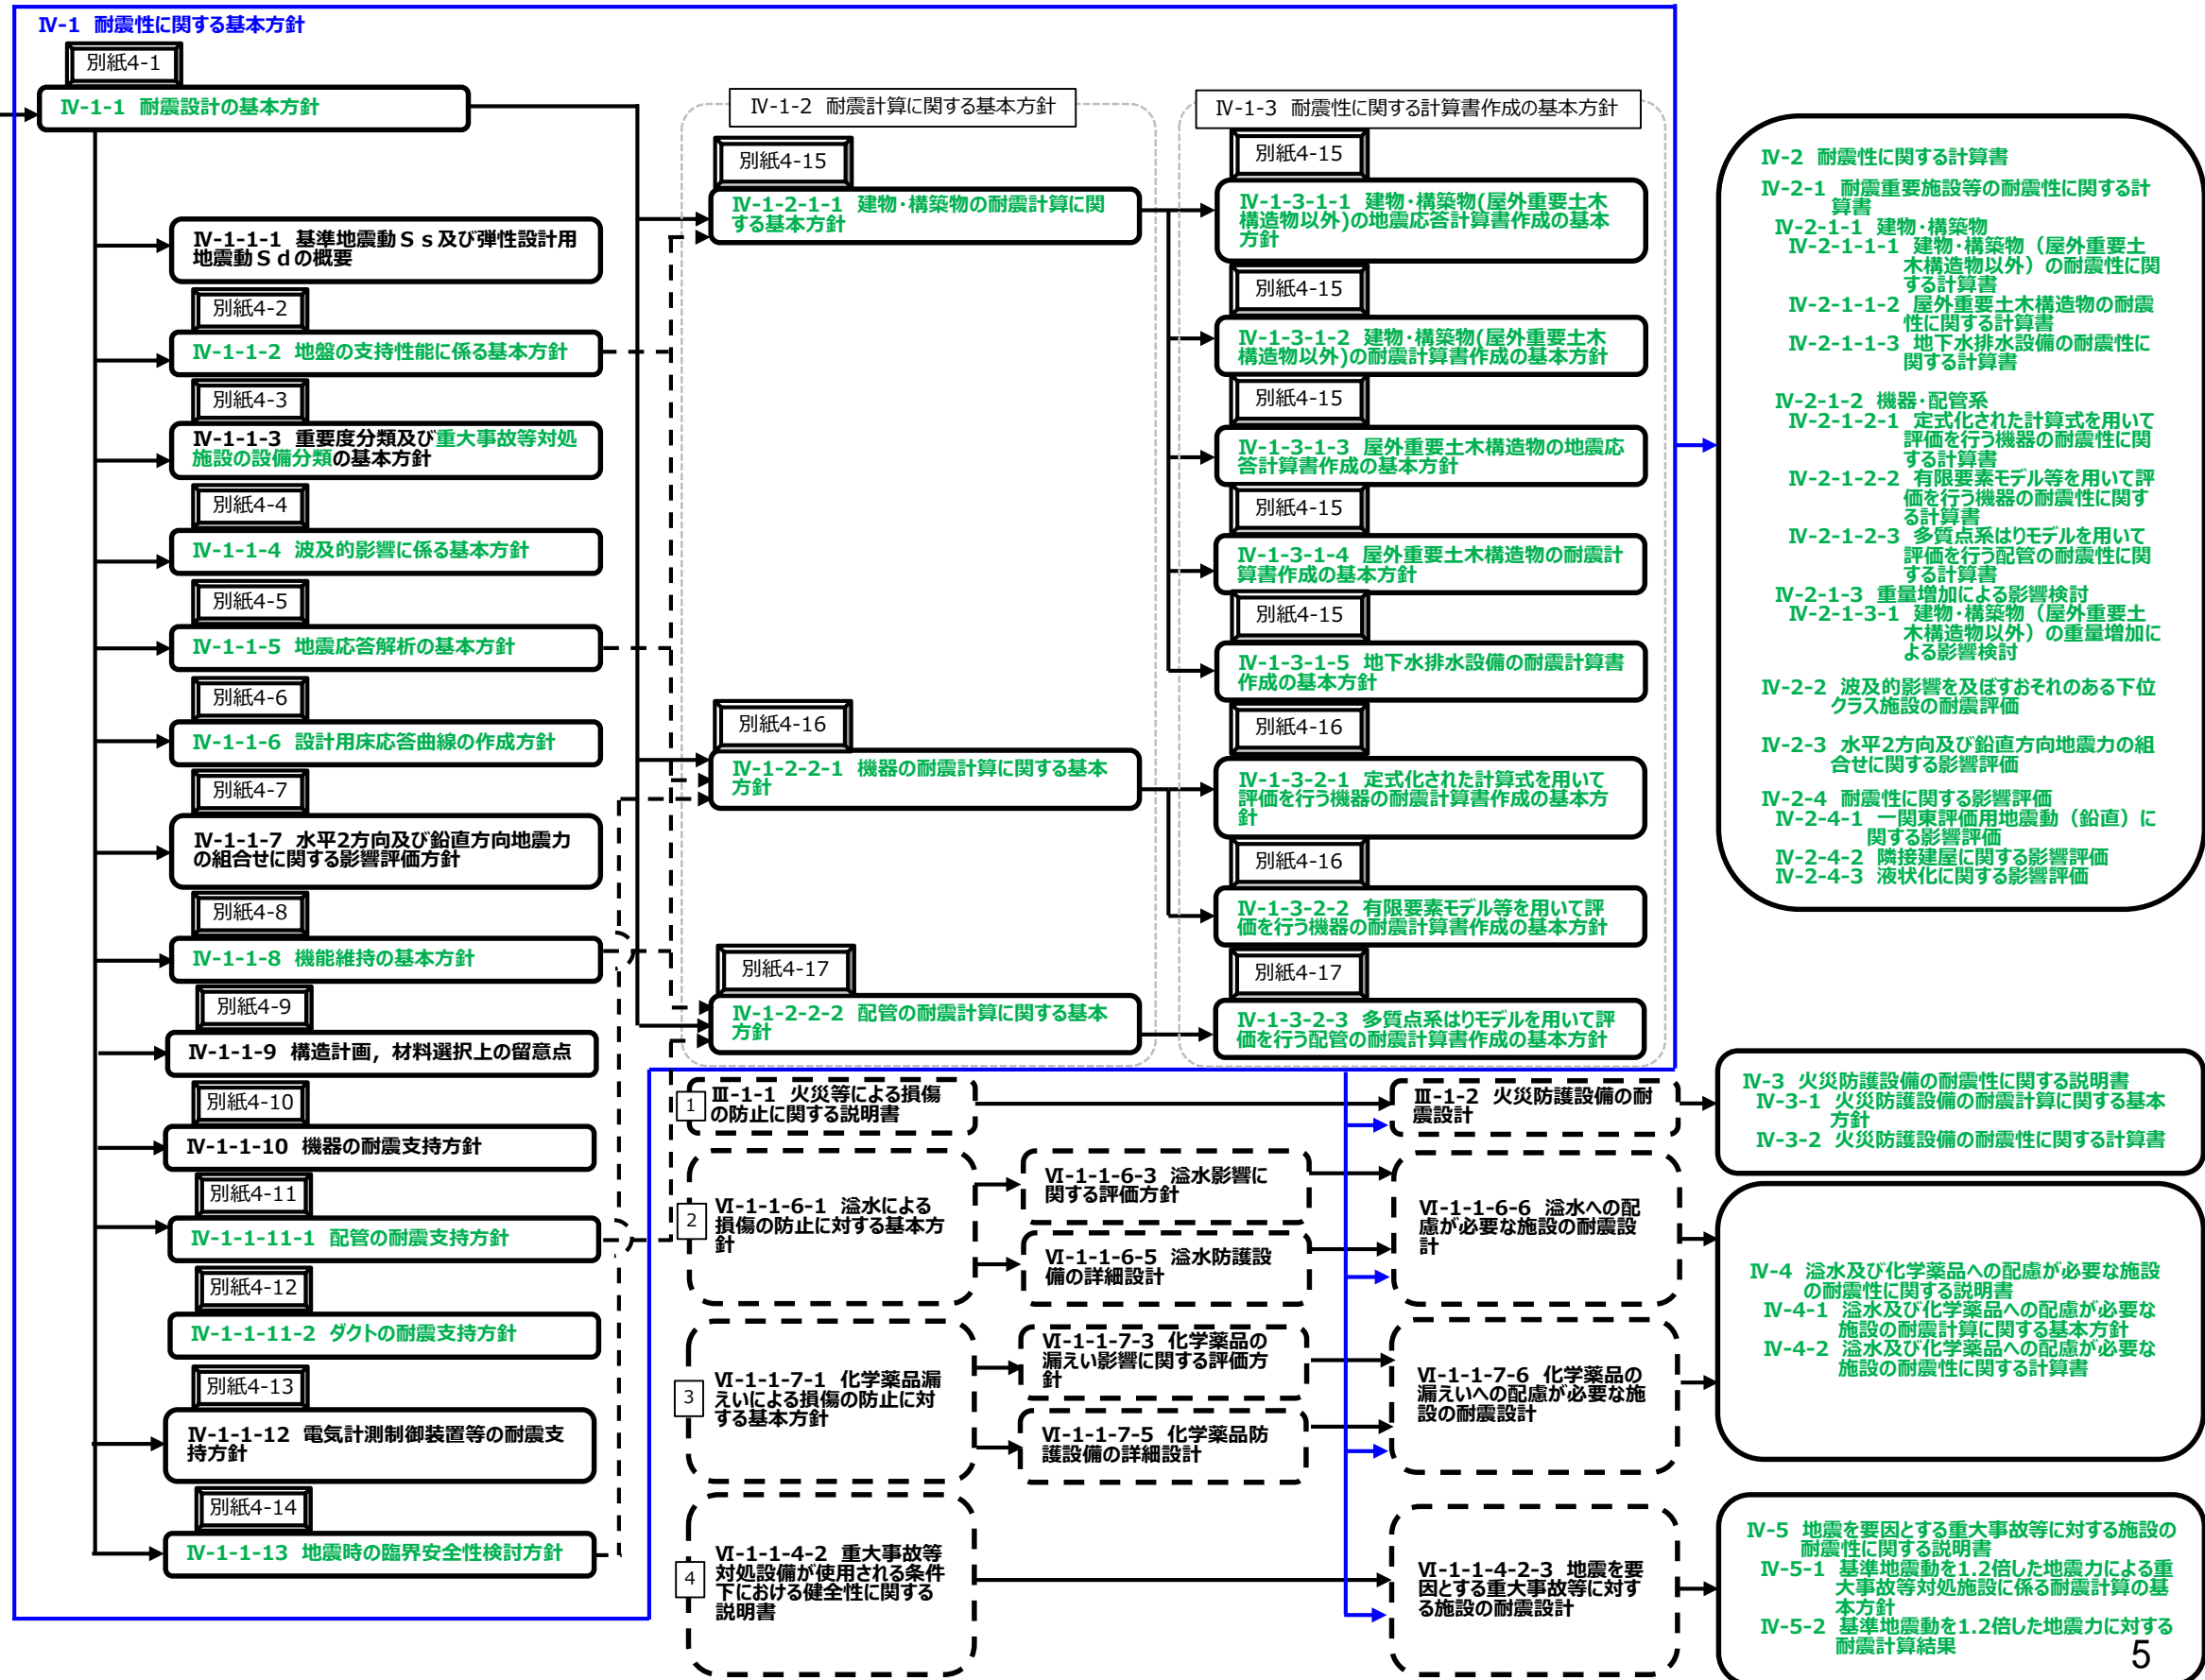 Ⅳ-1 耐震性に関する基本方針
別紙4-1
Ⅳ-1-1 耐震設計の基本方針
Ⅳ-1-1-1 基準地震動Ｓｓ及び弾性設計用
地震動Ｓｄの概要
別紙4-2
Ⅳ-1-1-2 地盤の支持性能に係る基本方針
別紙4-3
Ⅳ-1-1-3 重要度分類及び重大事故等対処
施設の設備分類の基本方針
別紙4-4
Ⅳ-1-1-4 波及的影響に係る基本方針
別紙4-5
Ⅳ-1-1-5 地震応答解析の基本方針
別紙4-6
Ⅳ-1-1-6 設計用床応答曲線の作成方針
別紙4-7
Ⅳ-1-1-7 水平2方向及び鉛直方向地震力
の組合せに関する影響評価方針
別紙4-8
Ⅳ-1-1-8 機能維持の基本方針
別紙4-9
Ⅳ-1-1-9 構造計画，材料選択上の留意点
別紙4-10
Ⅳ-1-1-10 機器の耐震支持方針
別紙4-11
Ⅳ-1-1-11-1 配管の耐震支持方針
別紙4-12
Ⅳ-1-1-11-2 ダクトの耐震支持方針
別紙4-13
Ⅳ-1-1-12 電気計測制御装置等の耐震支
持方針
別紙4-14
Ⅳ-1-1-13 地震時の臨界安全性検討方針
Ⅳ-1-2 耐震計算に関する基本方針
別紙4-15
Ⅳ-1-2-1-1 建物･構築物の耐震計算に関
する基本方針
別紙4-16
Ⅳ-1-2-2-1 機器の耐震計算に関する基本
方針
別紙4-17
Ⅳ-1-2-2-2 配管の耐震計算に関する基本
方針
Ⅳ-1-3 耐震性に関する計算書作成の基本方針
別紙4-15
Ⅳ-1-3-1-1 建物･構築物(屋外重要土木
構造物以外)の地震応答計算書作成の基本
方針
別紙4-15
Ⅳ-1-3-1-2 建物･構築物(屋外重要土木
構造物以外)の耐震計算書作成の基本方針
別紙4-15
Ⅳ-1-3-1-3 屋外重要土木構造物の地震応
答計算書作成の基本方針
別紙4-15
Ⅳ-1-3-1-4 屋外重要土木構造物の耐震計
算書作成の基本方針
別紙4-15
Ⅳ-1-3-1-5 地下水排水設備の耐震計算書
作成の基本方針
別紙4-16
Ⅳ-1-3-2-1 定式化された計算式を用いて
評価を行う機器の耐震計算書作成の基本方
針
別紙4-16
Ⅳ-1-3-2-2 有限要素モデル等を用いて評
価を行う機器の耐震計算書作成の基本方針
別紙4-17
Ⅳ-1-3-2-3 多質点系はりモデルを用いて評
価を行う配管の耐震計算書作成の基本方針
Ⅳ-2 耐震性に関する計算書
Ⅳ-2-1 耐震重要施設等の耐震性に関する計
算書
Ⅳ-2-1-1 建物･構築物
Ⅳ-2-1-1-1 建物･構築物（屋外重要土
木構造物以外）の耐震性に関
する計算書
Ⅳ-2-1-1-2 屋外重要土木構造物の耐震
性に関する計算書
Ⅳ-2-1-1-3 地下水排水設備の耐震性に
関する計算書
Ⅳ-2-1-2 機器･配管系
Ⅳ-2-1-2-1 定式化された計算式を用いて
評価を行う機器の耐震性に関
する計算書
Ⅳ-2-1-2-2 有限要素モデル等を用いて評
価を行う機器の耐震性に関す
る計算書
Ⅳ-2-1-2-3 多質点系はりモデルを用いて
評価を行う配管の耐震性に関
する計算書
Ⅳ-2-1-3 重量増加による影響検討
Ⅳ-2-1-3-1 建物･構築物（屋外重要土
木構造物以外）の重量増加に
よる影響検討
Ⅳ-2-2 波及的影響を及ぼすおそれのある下位
クラス施設の耐震評価
Ⅳ-2-3 水平2方向及び鉛直方向地震力の組
合せに関する影響評価
Ⅳ-2-4 耐震性に関する影響評価
Ⅳ-2-4-1 一関東評価用地震動（鉛直）に
関する影響評価
Ⅳ-2-4-2 隣接建屋に関する影響評価
Ⅳ-2-4-3 液状化に関する影響評価
1
Ⅲ-1-1 火災等による損傷
の防止に関する説明書
Ⅲ-1-2 火災防護設備の耐
震設計
Ⅳ-3 火災防護設備の耐震性に関する説明書
Ⅳ-3-1 火災防護設備の耐震計算に関する基本
方針
Ⅳ-3-2 火災防護設備の耐震性に関する計算書
2
Ⅵ-1-1-6-1 溢水による
損傷の防止に対する基本方
針
Ⅵ-1-1-6-3 溢水影響に
関する評価方針
Ⅵ-1-1-6-5 溢水防護設
備の詳細設計
Ⅵ-1-1-6-6 溢水への配
慮が必要な施設の耐震設
計
3
Ⅵ-1-1-7-1 化学薬品漏
えいによる損傷の防止に対
する基本方針
Ⅵ-1-1-7-3 化学薬品の
漏えい影響に関する評価方
針
Ⅵ-1-1-7-5 化学薬品防
護設備の詳細設計
Ⅵ-1-1-7-6 化学薬品の
漏えいへの配慮が必要な施
設の耐震設計
Ⅳ-4 溢水及び化学薬品への配慮が必要な施設
の耐震性に関する説明書
Ⅳ-4-1 溢水及び化学薬品への配慮が必要な
施設の耐震計算に関する基本方針
Ⅳ-4-2 溢水及び化学薬品への配慮が必要な
施設の耐震性に関する計算書
4
Ⅵ-1-1-4-2 重大事故等
対処設備が使用される条件
下における健全性に関する
説明書
Ⅵ-1-1-4-2-3 地震を要
因とする重大事故等に対す
る施設の耐震設計
Ⅳ-5 地震を要因とする重大事故等に対する施設の
耐震性に関する説明書
Ⅳ-5-1 基準地震動を1.2倍した地震力による重
大事故等対処施設に係る耐震計算の基
本方針
Ⅳ-5-2 基準地震動を1.2倍した地震力に対する
耐震計算結果
5